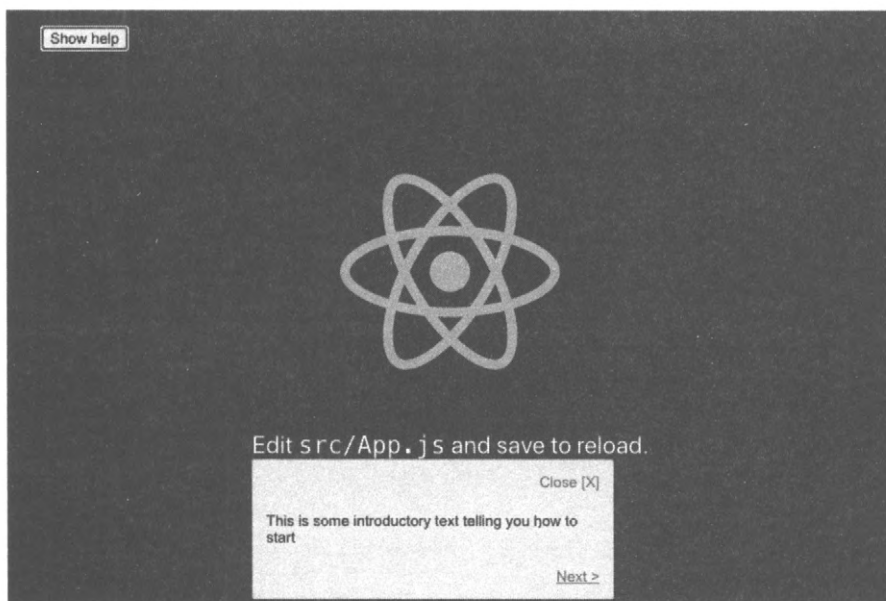 Show help
Edit src/App.js and save to reload.
Close [X]
This is some introductory text telling you how to
start
Next >